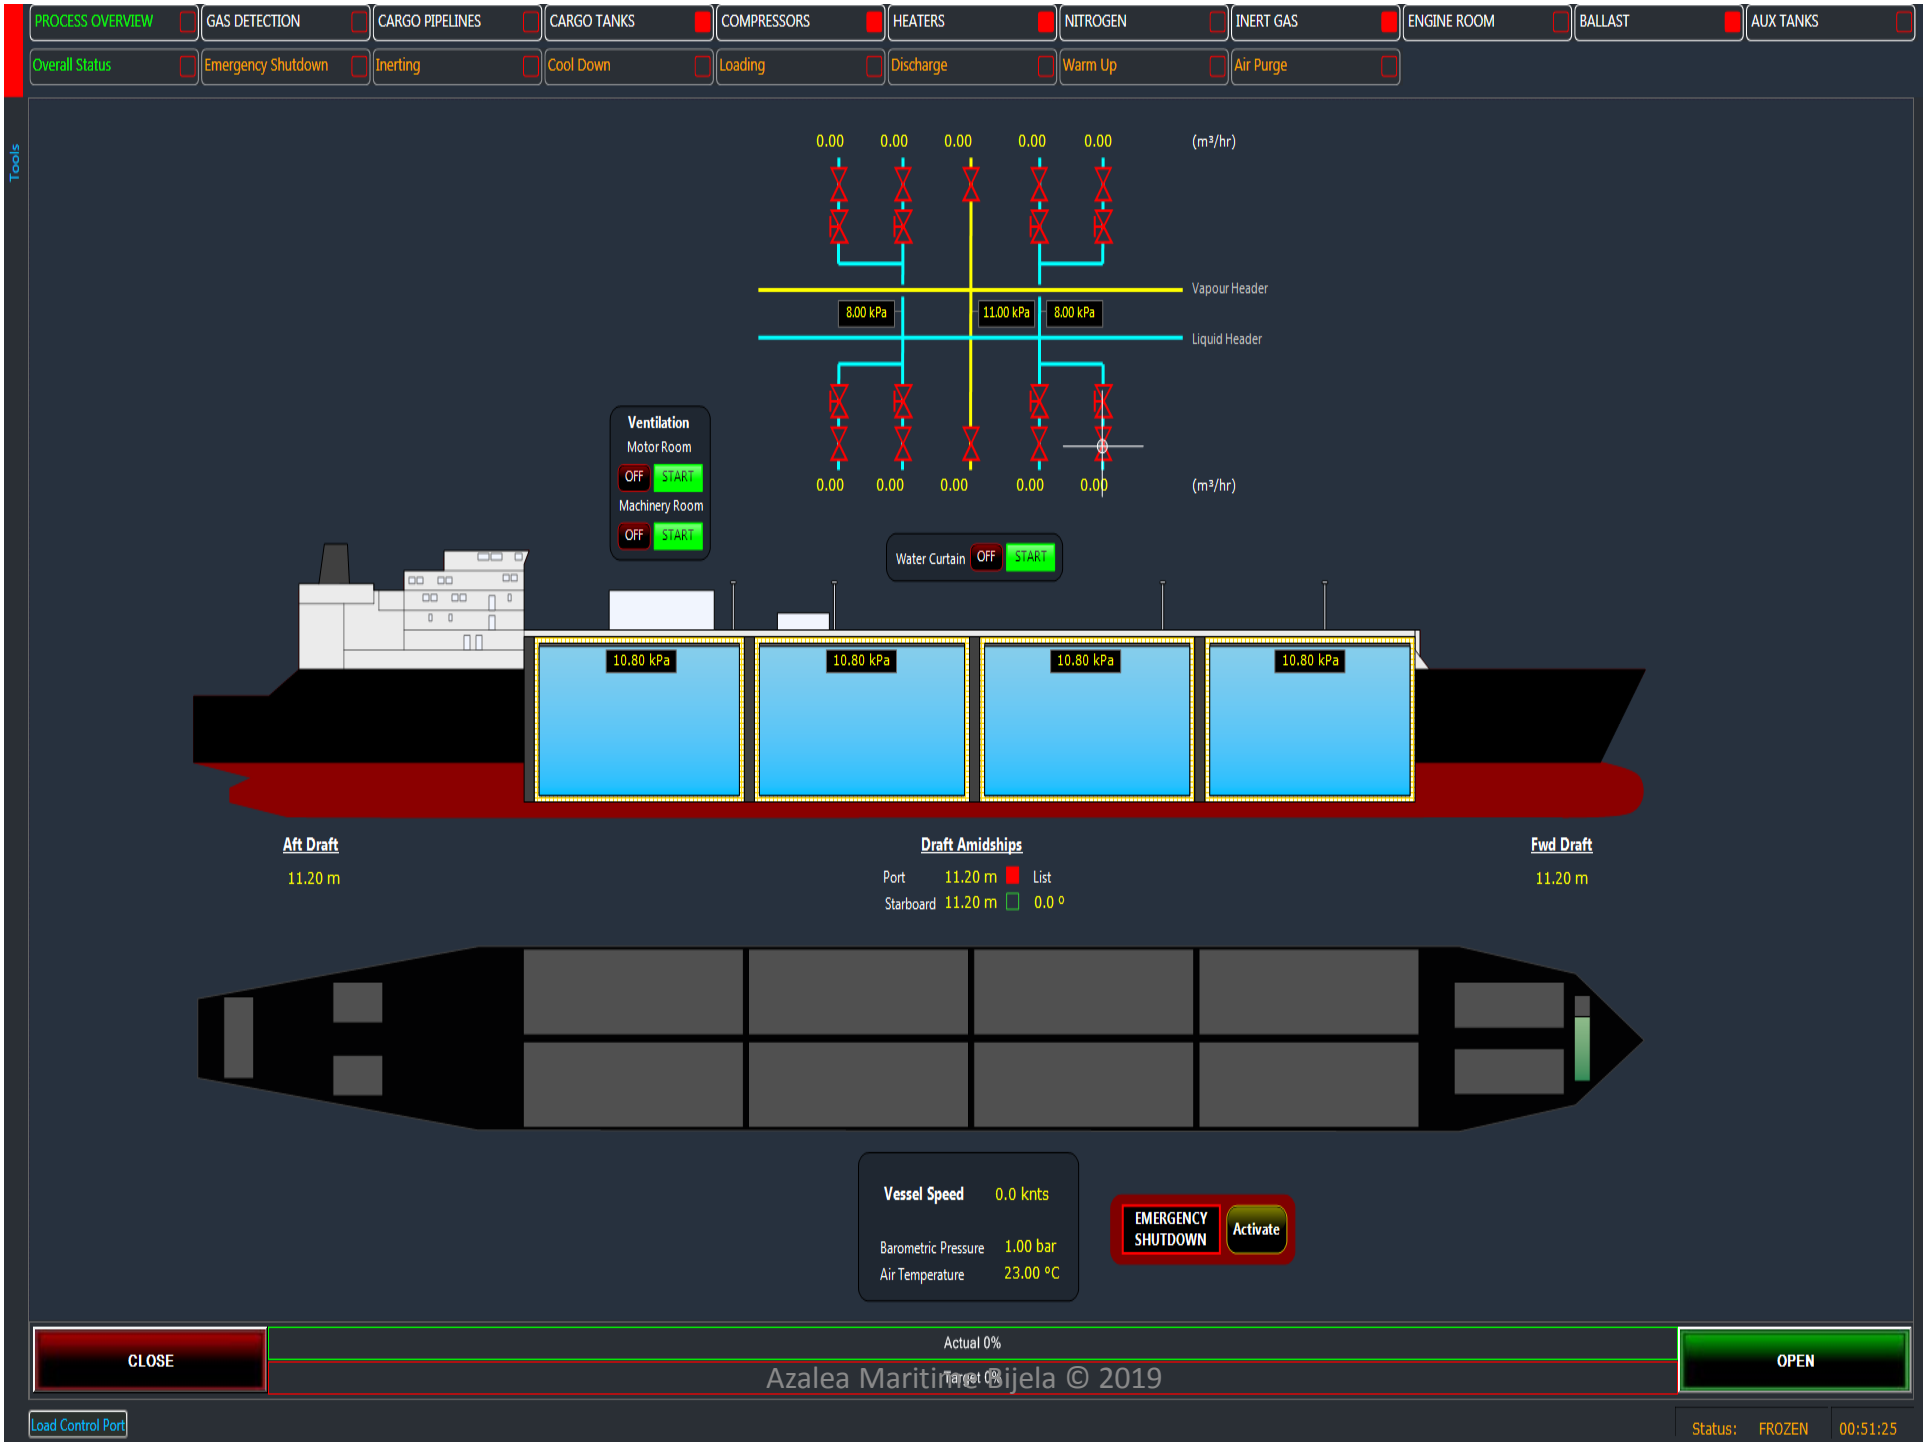 PROCESS OVERVIEW GAS DETECTION CARGO PIPELINES CARGO TANKS COMPRESSORS HEATERS NITROGEN INERT GAS ENGINE ROOM BALLAST AUX TANKS
Overall Status Emergency Shutdown Inerting Cool Down Loading Discharge Warm Up Air Purge
Tools
0.00 0.00 0.00 0.00 0.00 (m³/hr)
Vapour Header
8.00 kPa 11.00 kPa 8.00 kPa
Liquid Header
Ventilation
Motor Room
OFF START
Machinery Room
OFF START
0.00 0.00 0.00 0.00 0.00 (m³/hr)
Water Curtain OFF START
10.80 kPa 10.80 kPa 10.80 kPa 10.80 kPa
Aft Draft Draft Amidships Fwd Draft
11.20 m Port 11.20 m List 11.20 m
Starboard 11.20 m 0.0 º
Vessel Speed 0.0 knts
Barometric Pressure 1.00 bar
Air Temperature 23.00 ºC
EMERGENCY
SHUTDOWN
Activate
CLOSE
Actual 0%
Target 0%
OPEN
Azalea Maritime Bijela © 2019
Load Control Port
Status: FROZEN 00:51:25